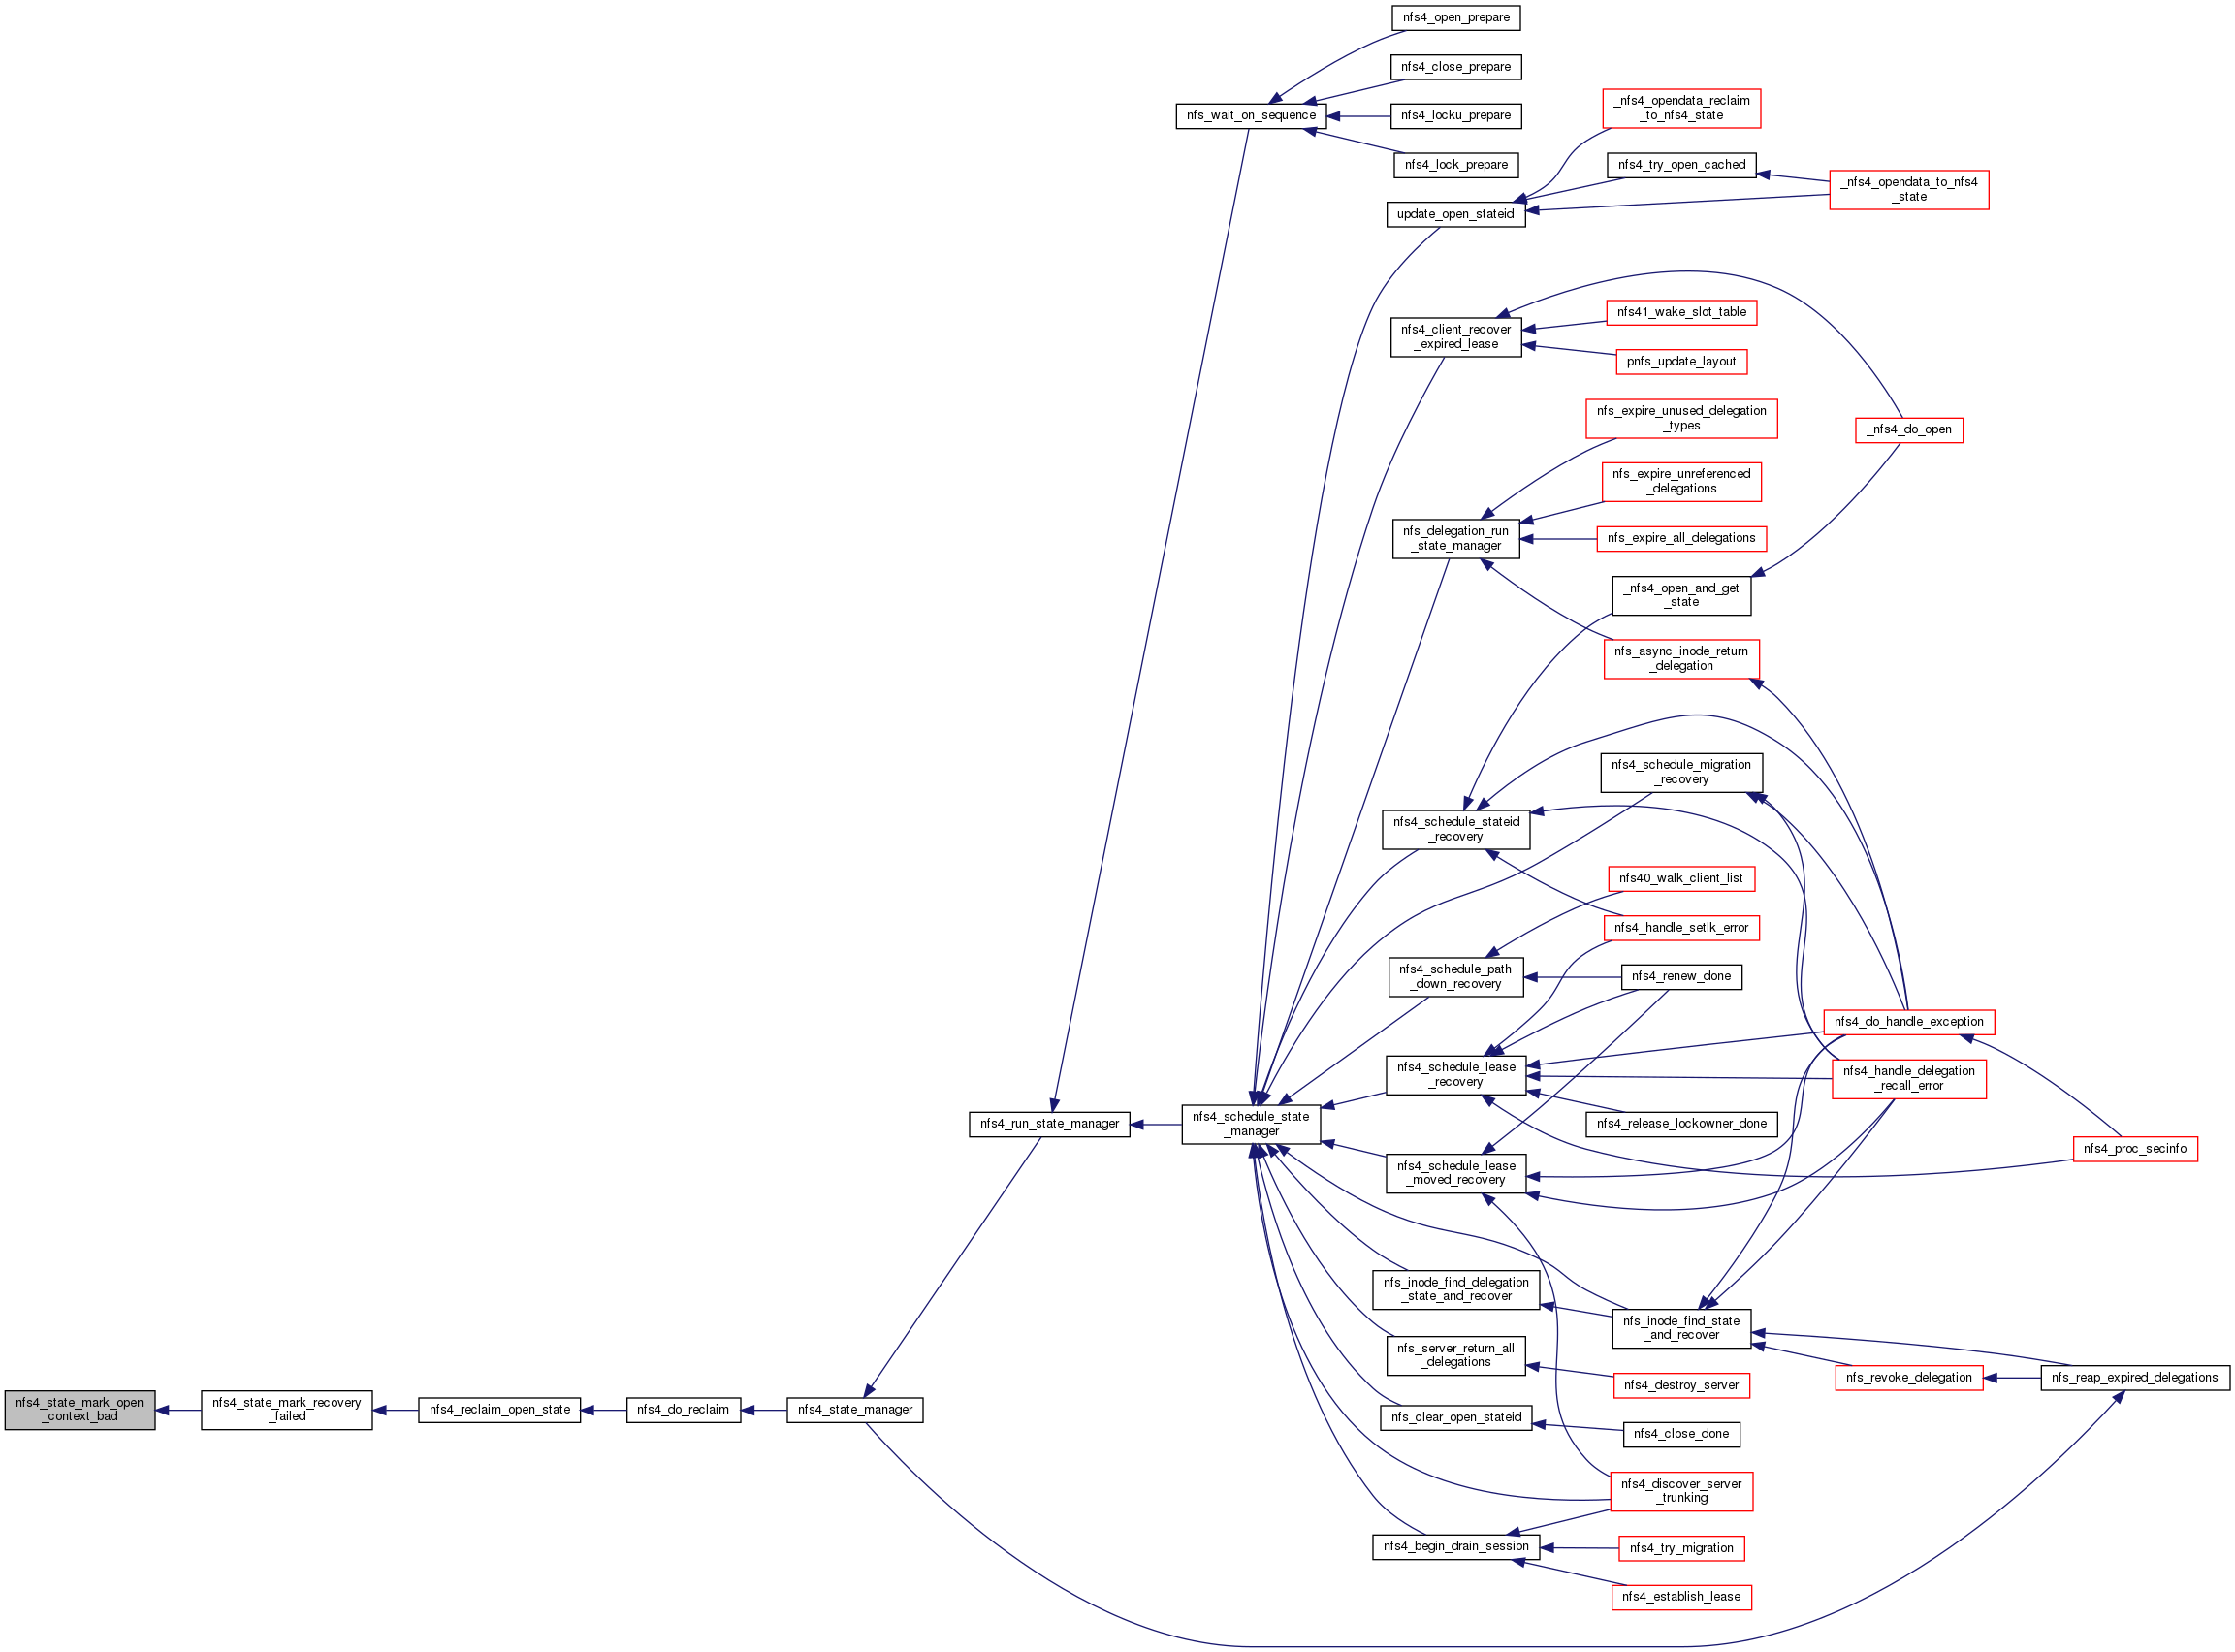 nfs4_open_prepare
nfs4_close_prepare
nfs_wait_on_sequence
nfs4_locku_prepare
nfs4_lock_prepare
_nfs4_opendata_reclaim
_to_nfs4_state
nfs4_try_open_cached
_nfs4_opendata_to_nfs4
_state
update_open_stateid
nfs4_client_recover
_expired_lease
nfs41_wake_slot_table
pnfs_update_layout
nfs_expire_unused_delegation
_types
_nfs4_do_open
nfs_expire_unreferenced
_delegations
nfs_delegation_run
_state_manager
nfs_expire_all_delegations
_nfs4_open_and_get
_state
nfs_async_inode_return
_delegation
nfs4_schedule_migration
_recovery
nfs4_schedule_stateid
_recovery
nfs40_walk_client_list
nfs4_handle_setlk_error
nfs4_schedule_path
_down_recovery
nfs4_renew_done
nfs4_do_handle_exception
nfs4_schedule_lease
_recovery
nfs4_handle_delegation
_recall_error
nfs4_run_state_manager
nfs4_schedule_state
_manager
nfs4_release_lockowner_done
nfs4_proc_secinfo
nfs4_schedule_lease
_moved_recovery
nfs_inode_find_delegation
_state_and_recover
nfs_inode_find_state
_and_recover
nfs_server_return_all
_delegations
nfs4_destroy_server
nfs_revoke_delegation
nfs_reap_expired_delegations
nfs4_state_mark_open
_context_bad
nfs4_state_mark_recovery
_failed
nfs4_reclaim_open_state
nfs4_do_reclaim
nfs4_state_manager
nfs_clear_open_stateid
nfs4_close_done
nfs4_discover_server
_trunking
nfs4_begin_drain_session
nfs4_try_migration
nfs4_establish_lease